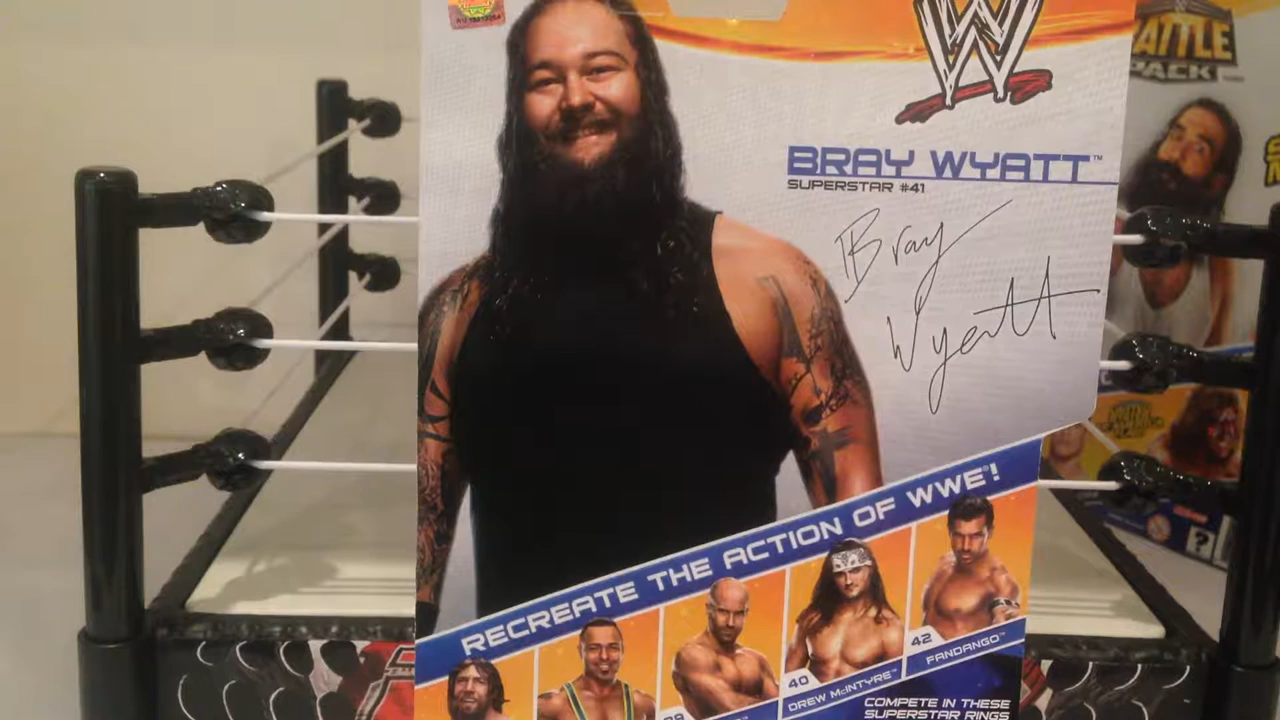 W
BATTLE
PACK
BRAY WYATT™
SUPERSTAR #41
Bray
Wyatt
RECREATE THE ACTION OF WWE®!
42
FANDANGO™
40
DREW McINTYRE™
39
COMPETE IN THESE
SUPERSTAR RINGS
?